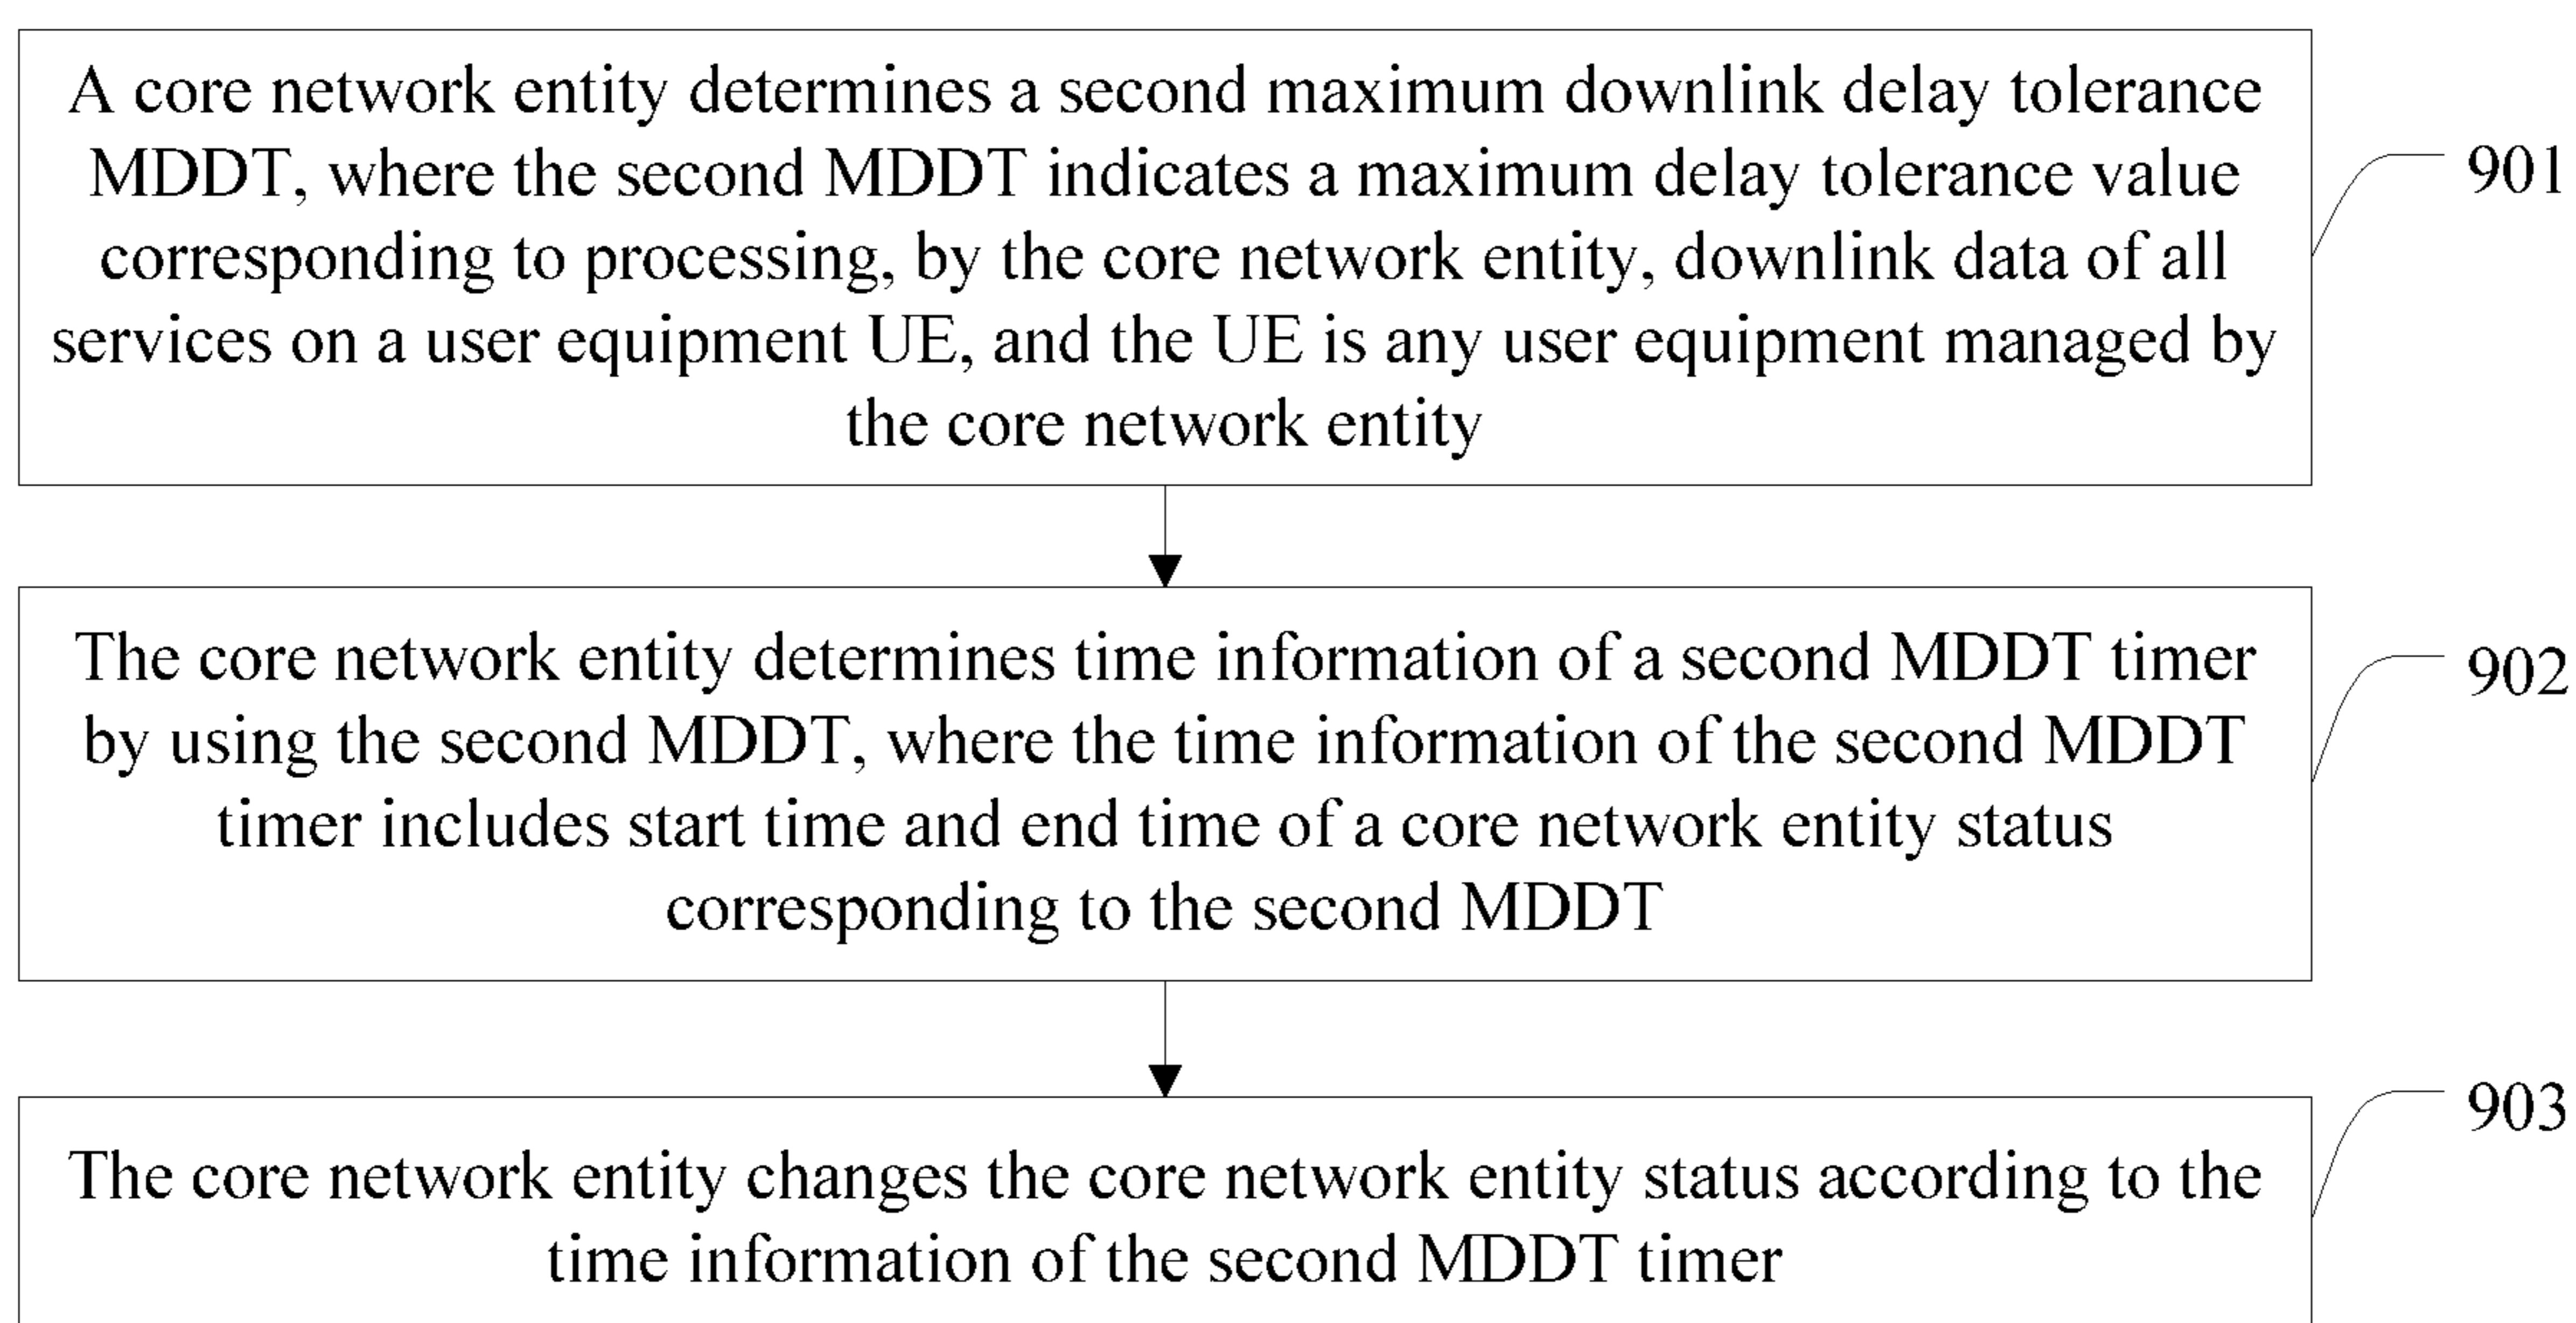 A core network entity determines a second maximum downlink delay tolerance
MDDT, where the second MDDT indicates a maximum delay tolerance value
corresponding to processing, by the core network entity, downlink data of all
services on a user equipment UE, and the UE is any user equipment managed by
the core network entity
901
The core network entity determines time information of a second MDDT timer
by using the second MDDT, where the time information of the second MDDT
timer includes start time and end time of a core network entity status
corresponding to the second MDDT
902
The core network entity changes the core network entity status according to the
time information of the second MDDT timer
903